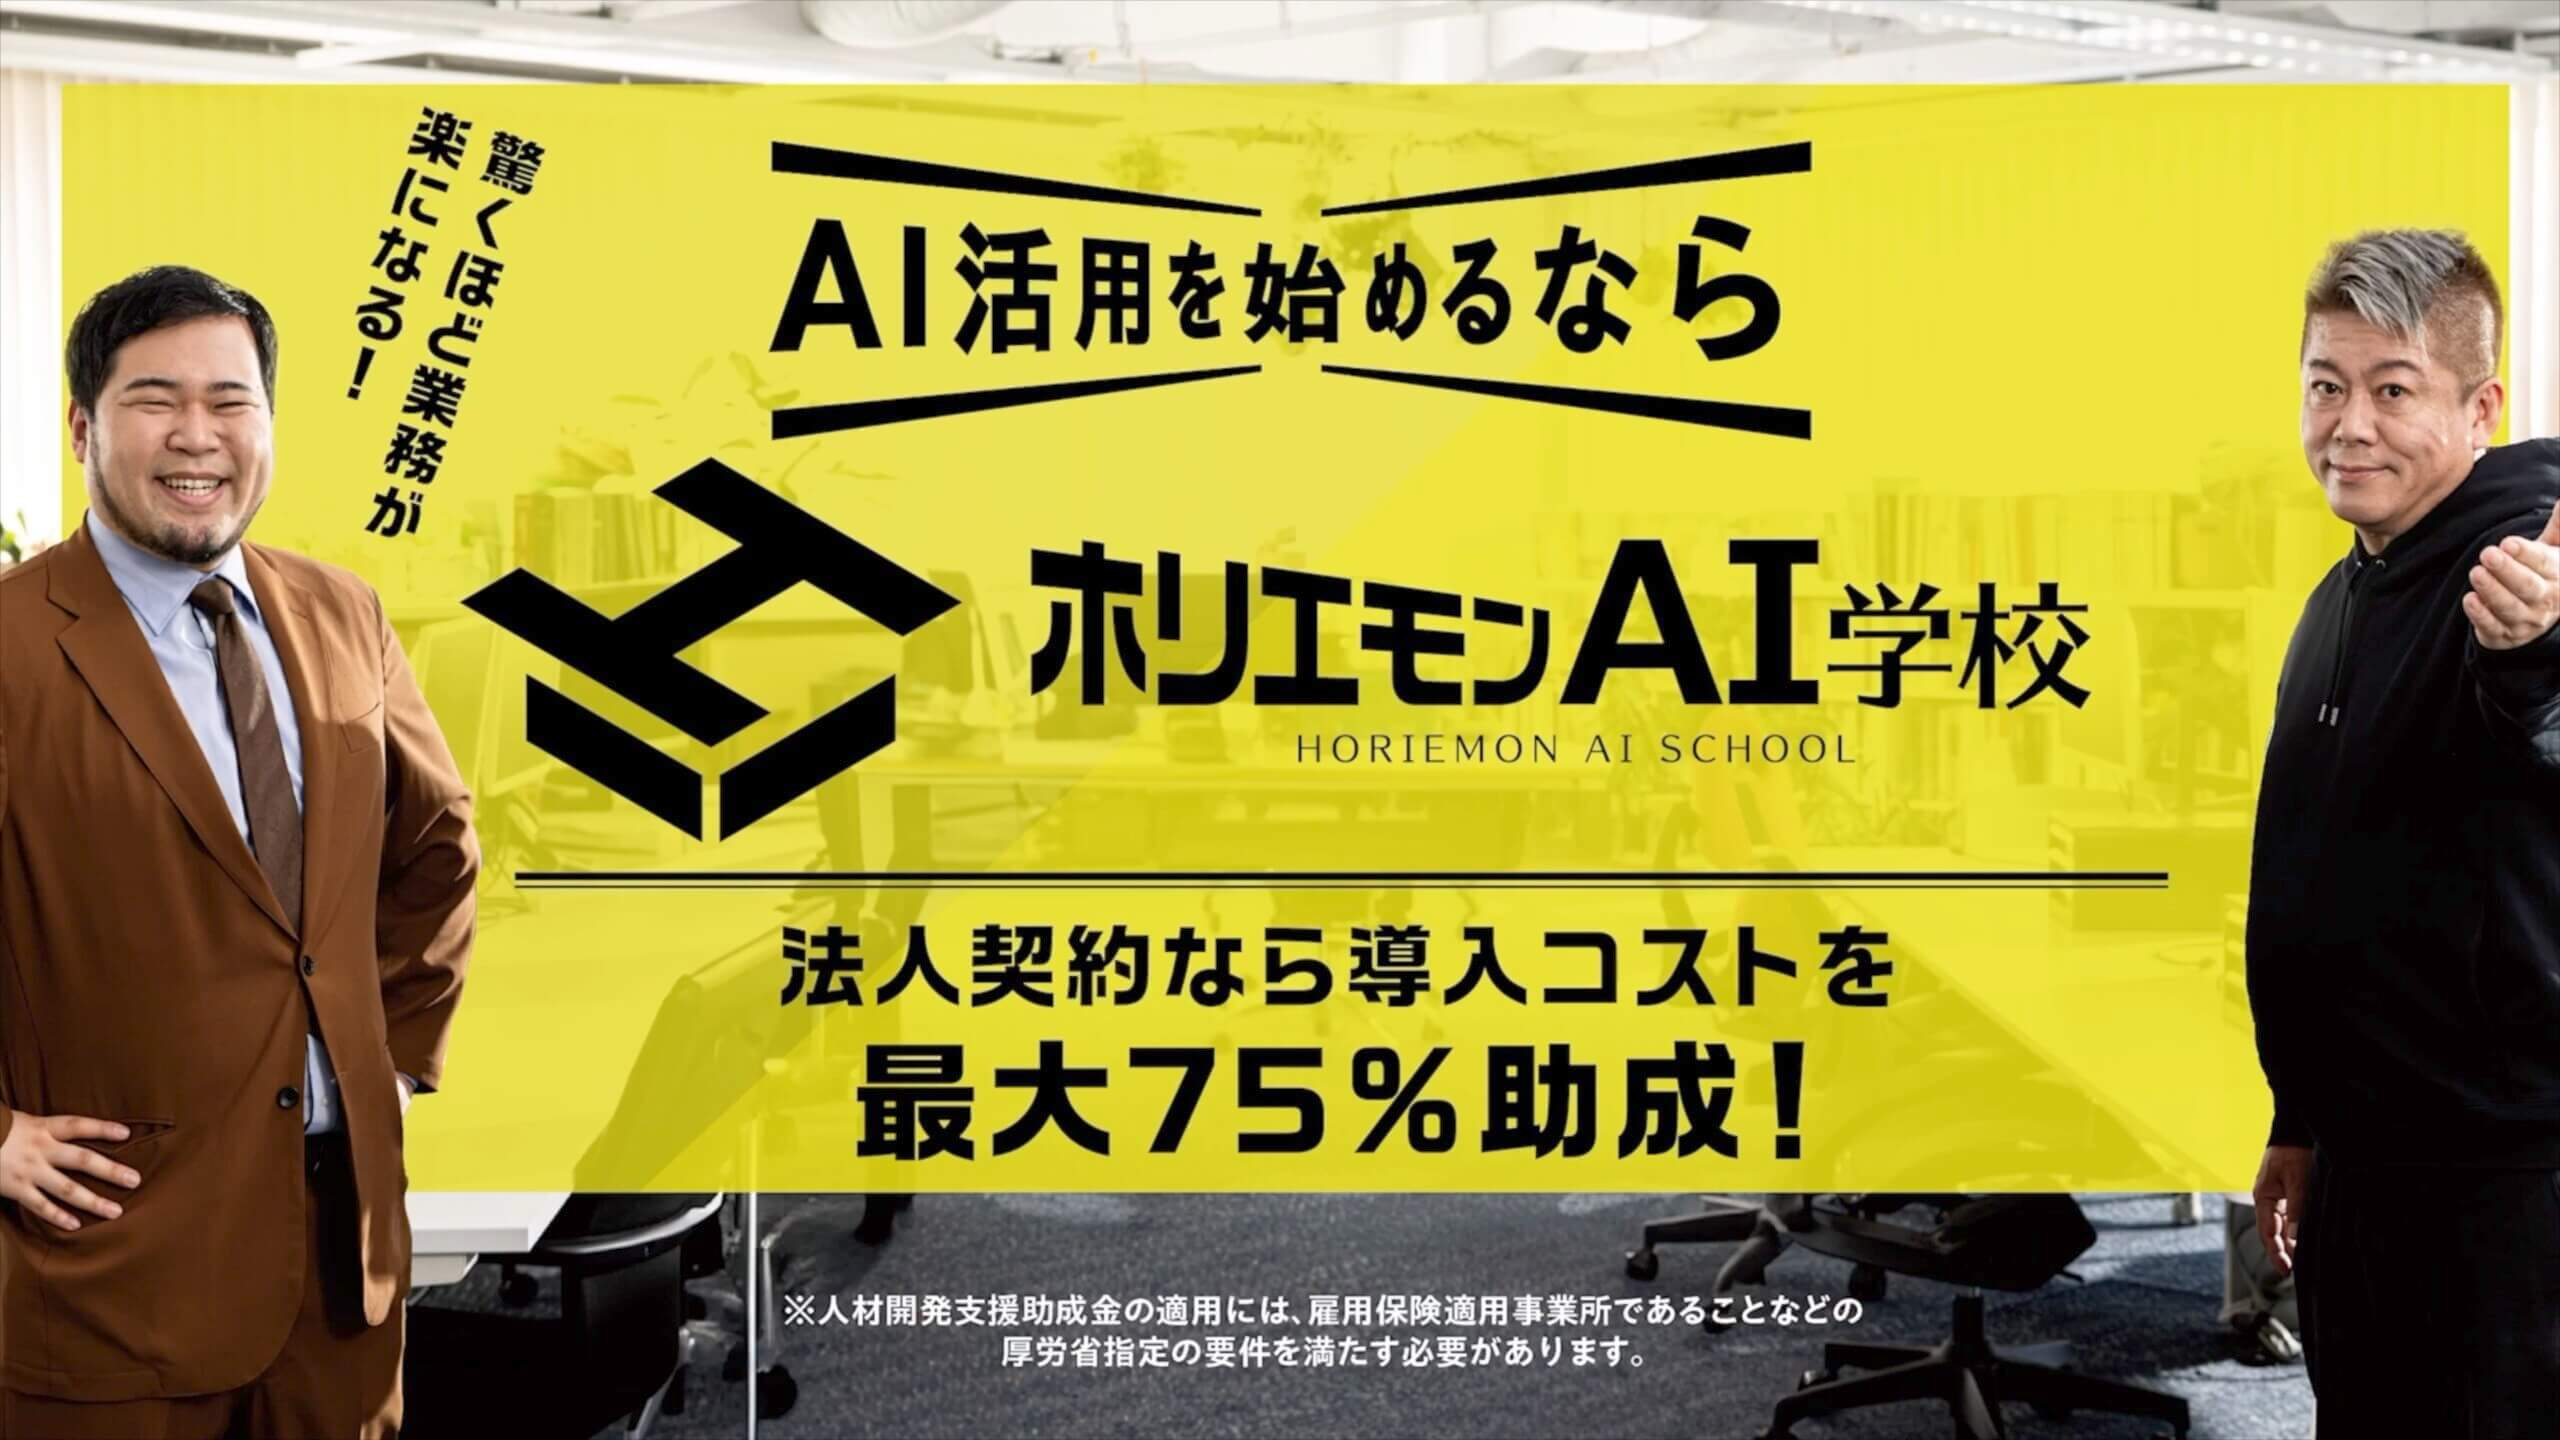 驚くほど業務が
楽になる！
AI活用を始めるなら
ホリエモンAI学校
HORIEMON AI SCHOOL
法人契約なら導入コストを
最大75%助成！
※人材開発支援助成金の適用には、雇用保険適用事業所であることなどの
厚労省指定の要件を満たす必要があります。